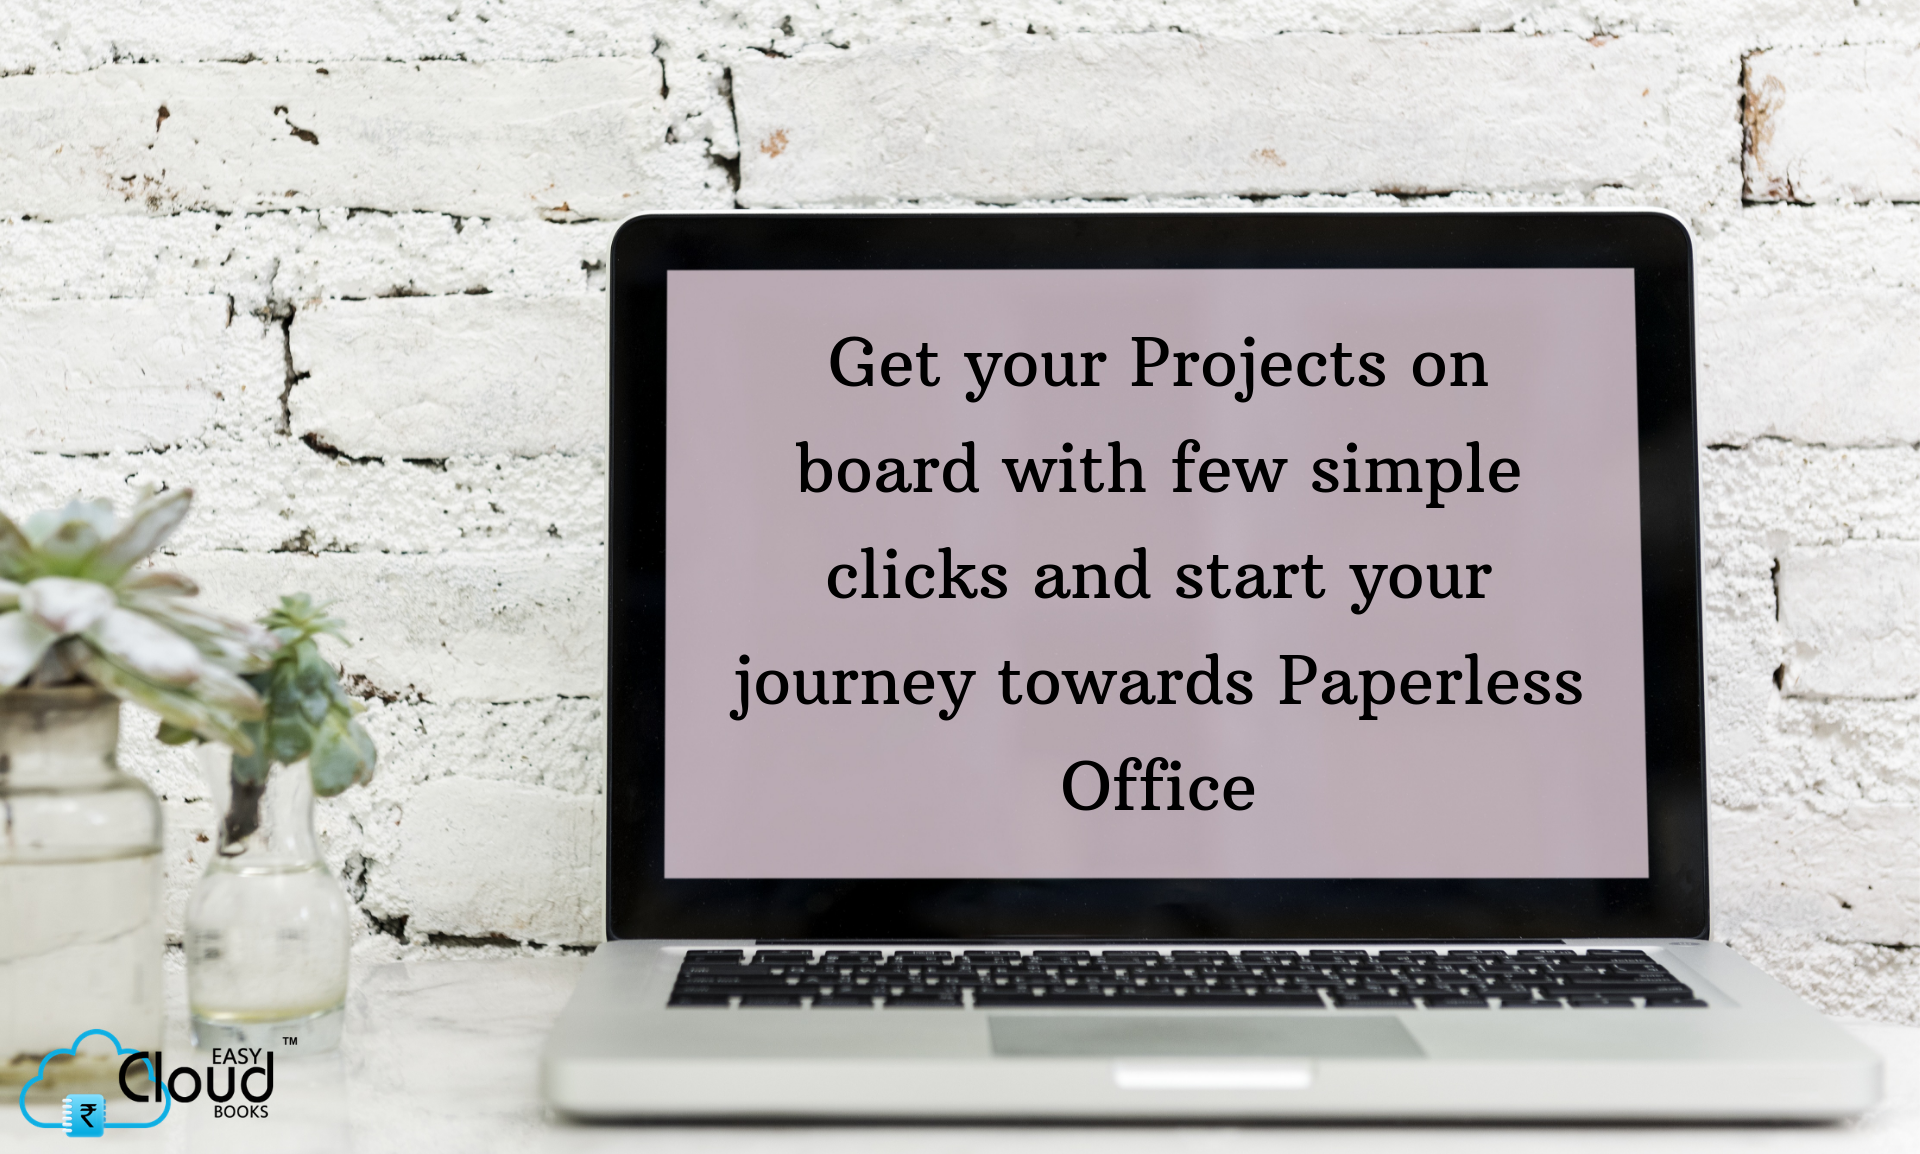 Get your Projects on
board with few simple
clicks and start your
journey towards Paperless
Office
EASY
Cloud
BOOKS
TM
₹